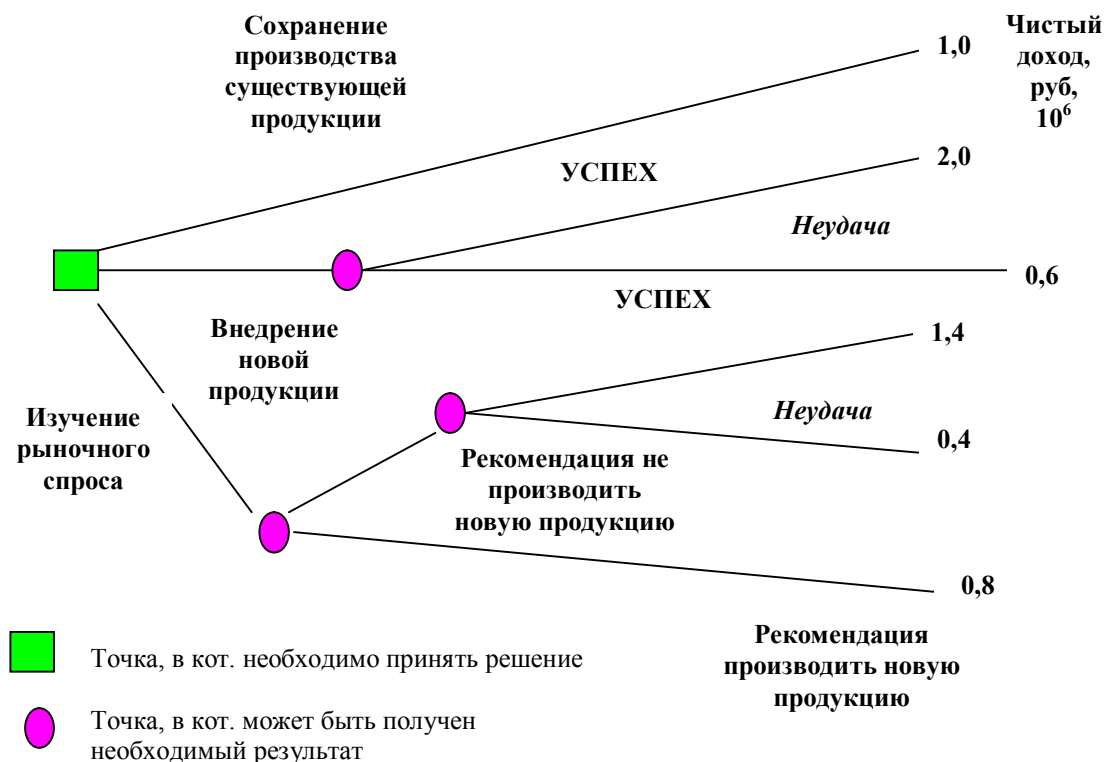 Сохранение
производства
существующей
продукции
1,0
Чистый
доход,
руб,
10⁶
УСПЕХ
2,0
Неудача
0,6
УСПЕХ
Внедрение
новой
продукции
1,4
Изучение
рыночного
спроса
Неудача
0,4
Рекомендация не
производить
новую продукцию
0,8
Рекомендация
производить новую
продукцию
Точка, в кот. необходимо принять решение
Точка, в кот. может быть получен
необходимый результат